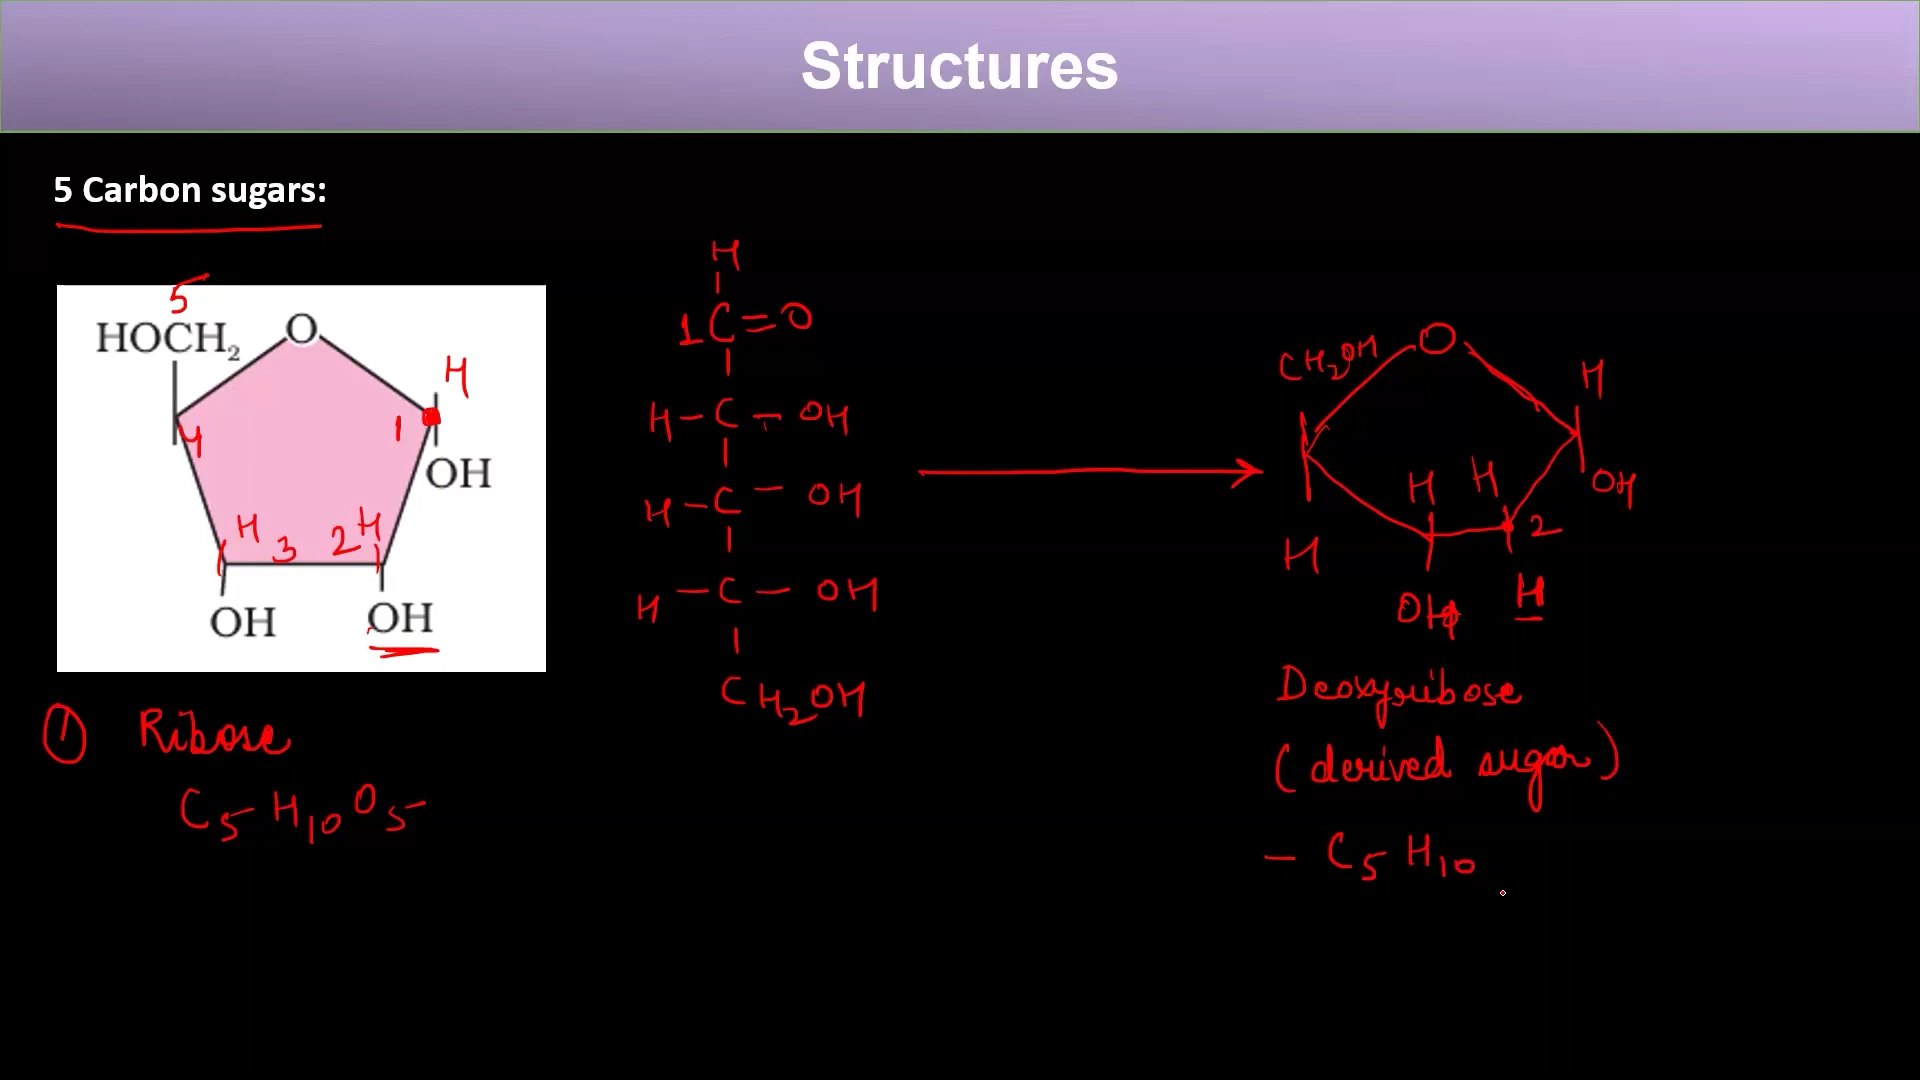 Structures
5 Carbon sugars:
5
HOCH₂
O
H
1
4
OH
H 3 2 H
OH
OH
① Ribose
C₅H₁₀O₅
H
1C=O
H-C-OH
H-C-OH
H-C-OH
CH₂OH
CH₂OH
O
H
H
H
OH
2
H
OH
H
Deoxyribose
(derived sugar)
- C₅H₁₀